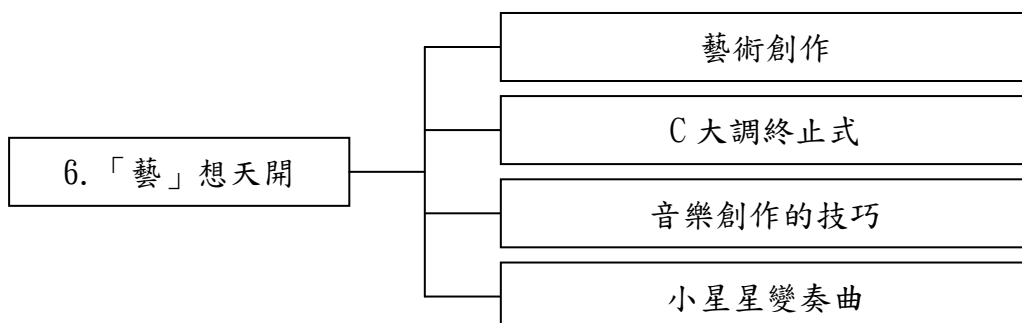 6.「藝」想天開
藝術創作
C 大調終止式
音樂創作的技巧
小星星變奏曲